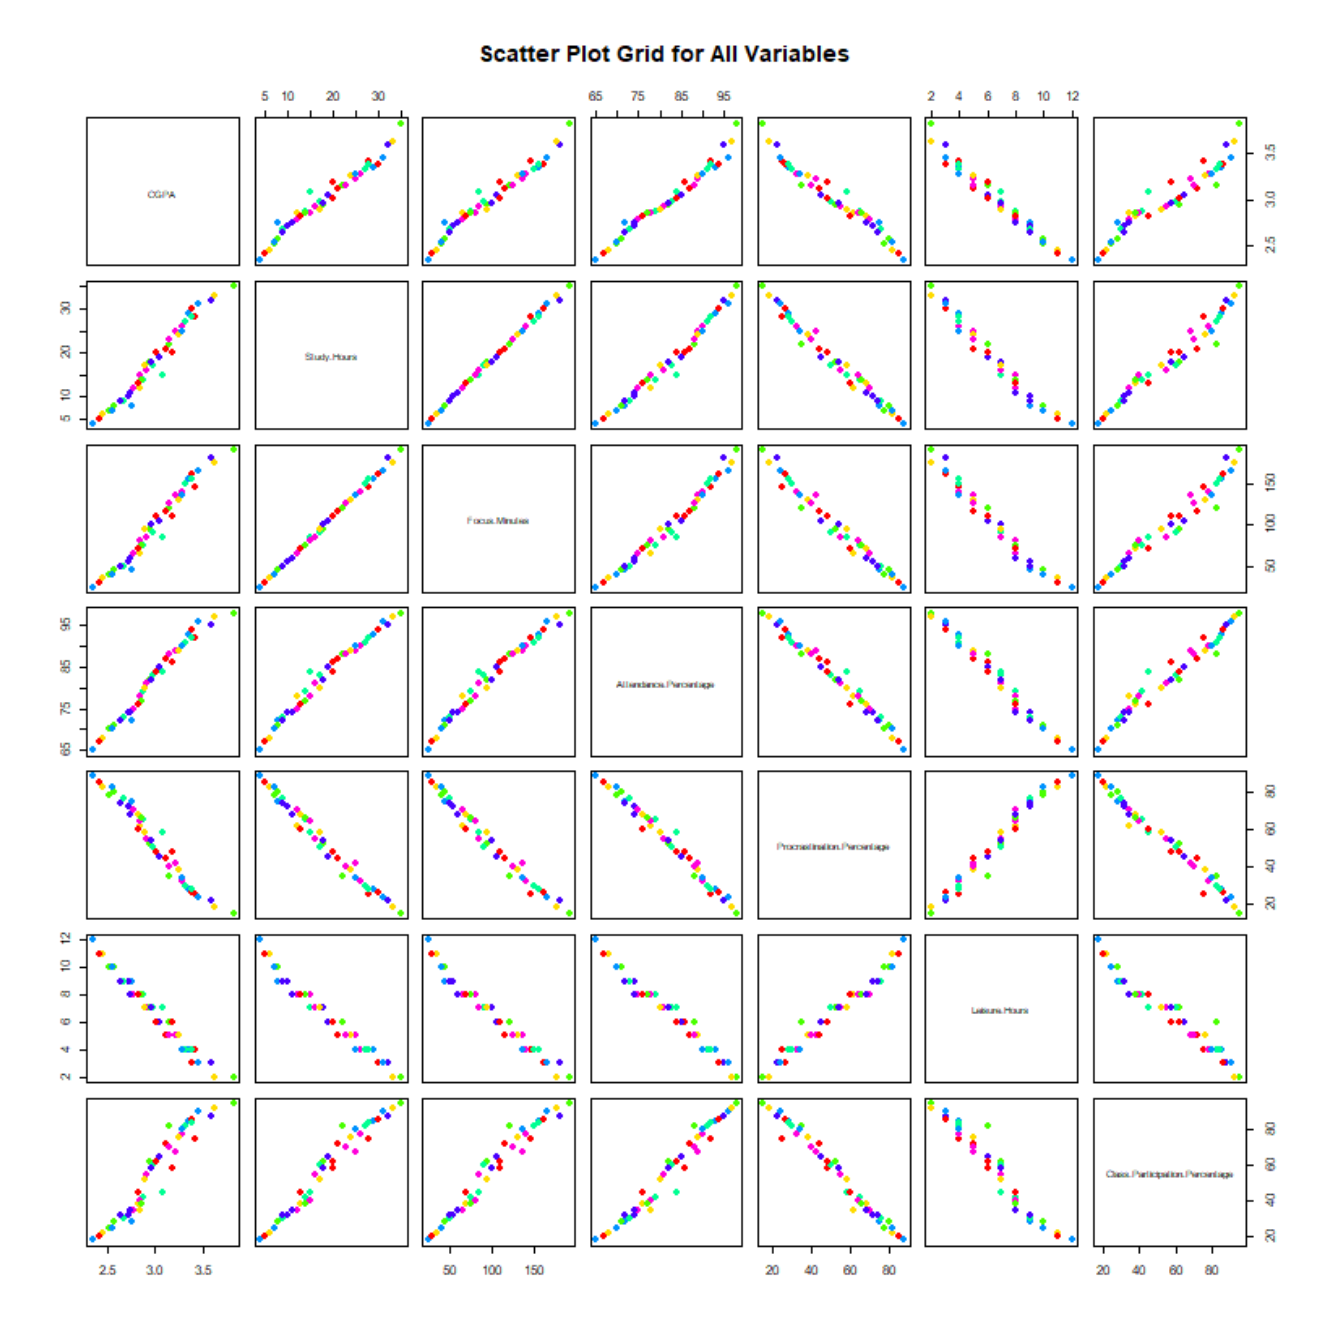 Scatter Plot Grid for All Variables
5 10 20 30 65 75 85 95 2 4 6 8 10 12
CGPA
2.5 3.0 3.5
5 10 20 30
Study.Hours
Focus.Minutes
50 100 150
65 75 85 95
Attendance.Percentage
Procrastination.Percentage
20 40 60 80
2 4 6 8 10 12
Leisure.Hours
Class.Participation.Percentage
20 40 60 80
2.5 3.0 3.5 50 100 150 20 40 60 80 20 40 60 80